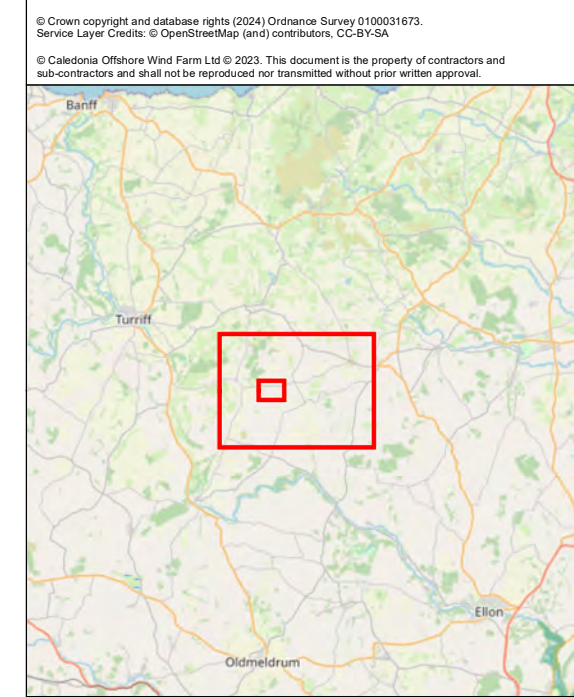 © Crown copyright and database rights (2024) Ordnance Survey 0100031673.
Service Layer Credits: © OpenStreetMap (and) contributors, CC-BY-SA
© Caledonia Offshore Wind Farm Ltd © 2023. This document is the property of contractors and
sub-contractors and shall not be reproduced nor transmitted without prior written approval.
Banff
Turriff
Ellon
Oldmeldrum